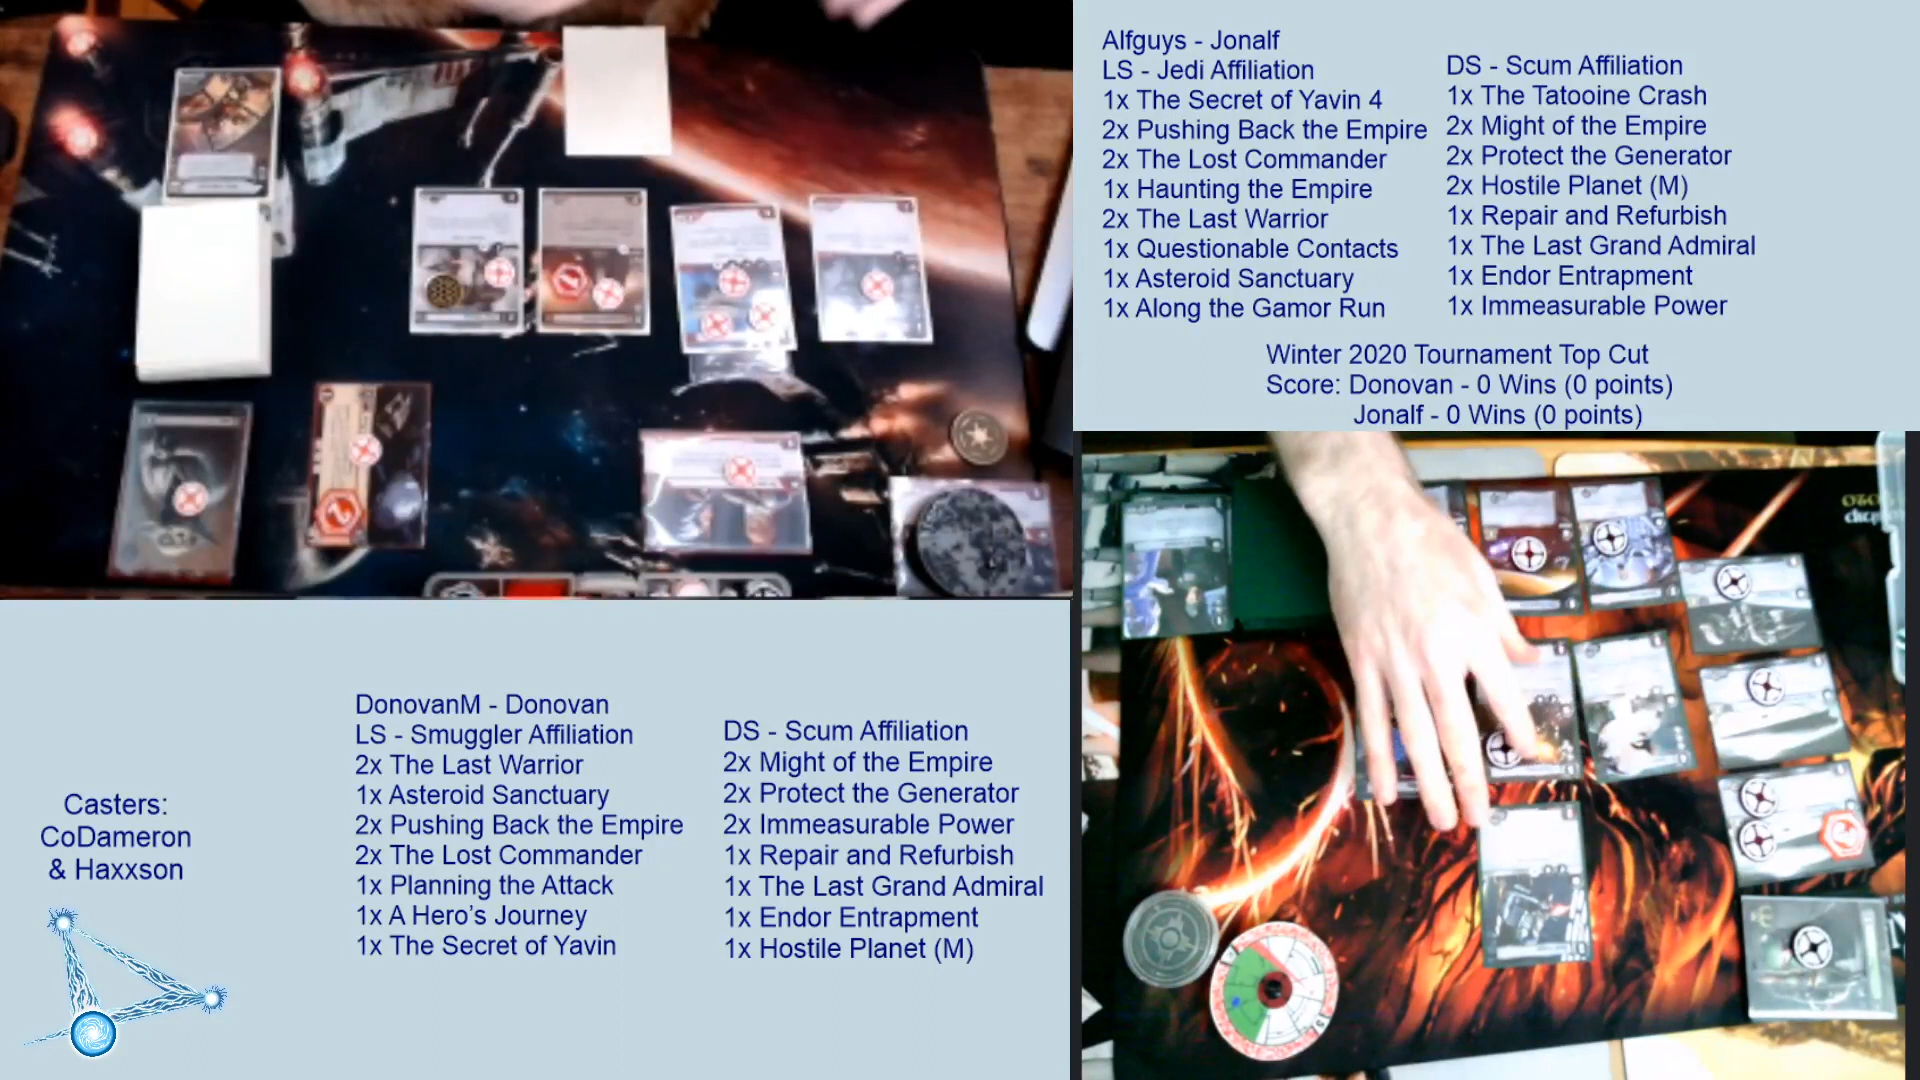 Alfguys - Jonalf
LS - Jedi Affiliation
1x The Secret of Yavin 4
2x Pushing Back the Empire
2x The Lost Commander
1x Haunting the Empire
2x The Last Warrior
1x Questionable Contacts
1x Asteroid Sanctuary
1x Along the Gamor Run
DS - Scum Affiliation
1x The Tatooine Crash
2x Might of the Empire
2x Protect the Generator
2x Hostile Planet (M)
1x Repair and Refurbish
1x The Last Grand Admiral
1x Endor Entrapment
1x Immeasurable Power
Winter 2020 Tournament Top Cut
Score: Donovan - 0 Wins (0 points)
Jonalf - 0 Wins (0 points)
DonovanM - Donovan
LS - Smuggler Affiliation
2x The Last Warrior
1x Asteroid Sanctuary
2x Pushing Back the Empire
2x The Lost Commander
1x Planning the Attack
1x A Hero’s Journey
1x The Secret of Yavin
DS - Scum Affiliation
2x Might of the Empire
2x Protect the Generator
2x Immeasurable Power
1x Repair and Refurbish
1x The Last Grand Admiral
1x Endor Entrapment
1x Hostile Planet (M)
Casters:
CoDameron
& Haxxson